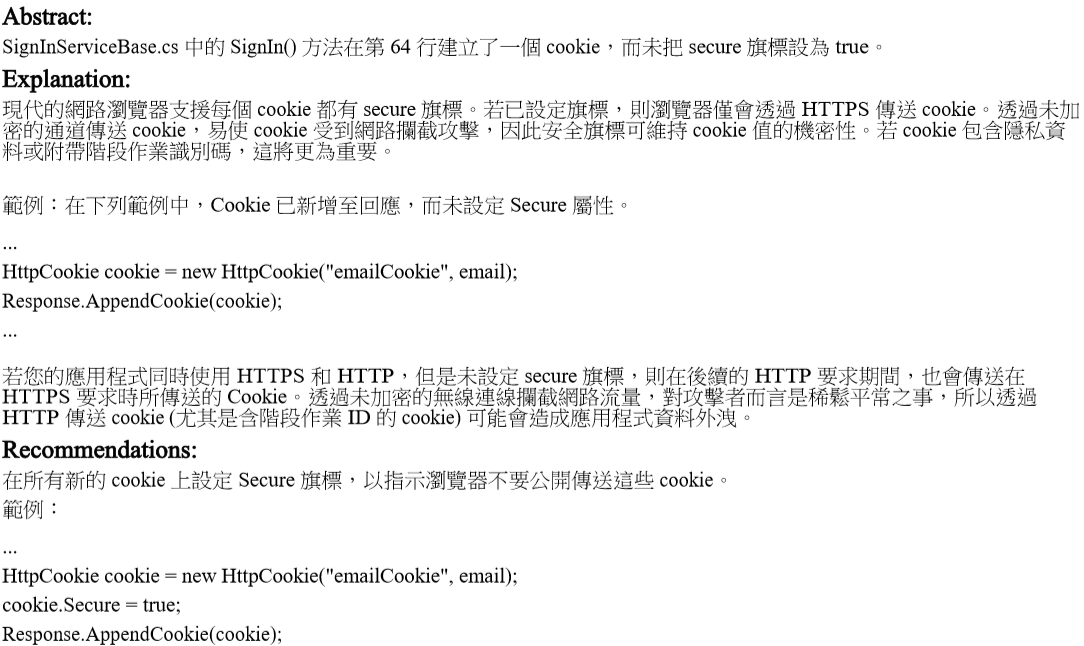 Abstract:
SignInServiceBase.cs 中的 SignIn() 方法在第 64 行建立了一個 cookie，而未把 secure 旗標設為 true。
Explanation:
現代的網路瀏覽器支援每個 cookie 都有 secure 旗標。若已設定旗標，則瀏覽器僅會透過 HTTPS 傳送 cookie。透過未加
密的通道傳送 cookie，易使 cookie 受到網路攔截攻擊，因此安全旗標可維持 cookie 值的機密性。若 cookie 包含隱私資
料或附帶階段作業識別碼，這將更為重要。
範例：在下列範例中，Cookie 已新增至回應，而未設定 Secure 屬性。
...
HttpCookie cookie = new HttpCookie("emailCookie", email);
Response.AppendCookie(cookie);
...
若您的應用程式同時使用 HTTPS 和 HTTP，但是未設定 secure 旗標，則在後續的 HTTP 要求期間，也會傳送在
HTTPS 要求時所傳送的 Cookie。透過未加密的無線連線攔截網路流量，對攻擊者而言是稀鬆平常之事，所以透過
HTTP 傳送 cookie (尤其是含階段作業 ID 的 cookie) 可能會造成應用程式資料外洩。
Recommendations:
在所有新的 cookie 上設定 Secure 旗標，以指示瀏覽器不要公開傳送這些 cookie。
範例：
...
HttpCookie cookie = new HttpCookie("emailCookie", email);
cookie.Secure = true;
Response.AppendCookie(cookie);